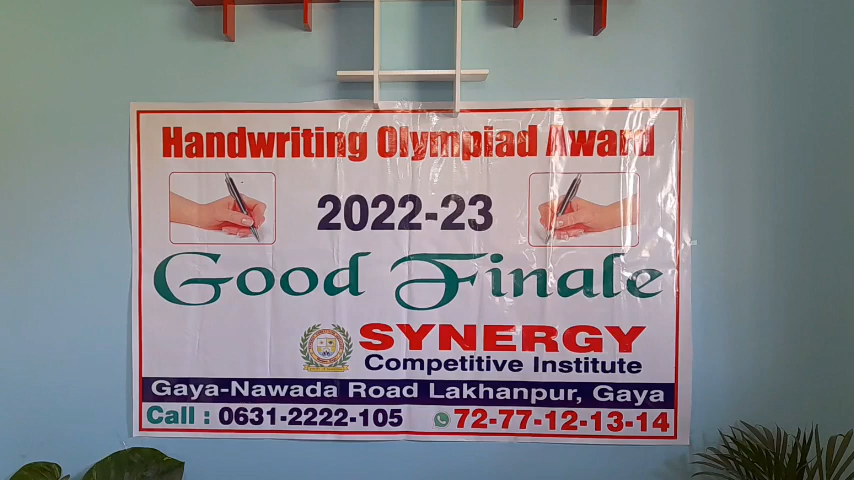 Handwriting Olympiad Award
2022-23
Good Finale
SYNERGY
Competitive Institute
Gaya-Nawada Road Lakhanpur, Gaya
Call : 0631-2222-105 72-77-12-13-14